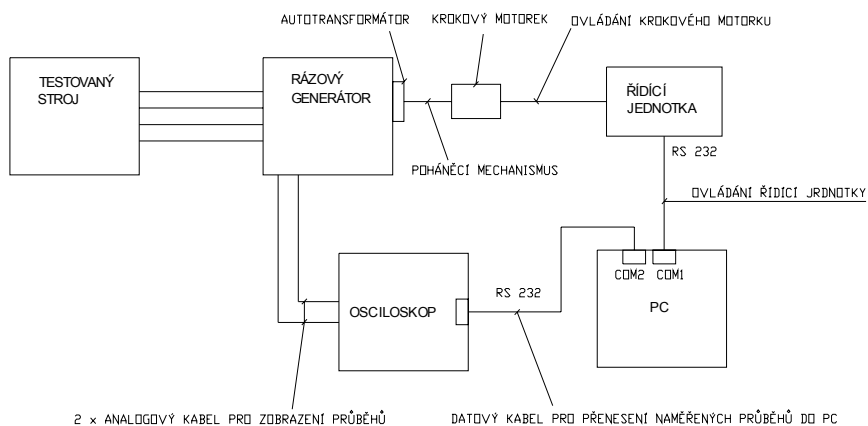 AUTOTRANSFORMÁTOR
KROKOVÝ MOTOREK
OVLÁDÁNÍ KROKOVÉHO MOTORKU
TESTOVANÝ
STROJ
RÁZOVÝ
GENERÁTOR
ŘÍDÍCÍ
JEDNOTKA
POHÁNĚCÍ MECHANISMUS
RS 232
OVLÁDÁNÍ ŘÍDÍCÍ JRDNOTKY
COM2
COM1
OSCILOSKOP
RS 232
PC
2 x ANALOGOVÝ KABEL PRO ZOBRAZENÍ PRŮBĚHŮ
DATOVÝ KABEL PRO PŘENESENÍ NAMĚŘENÝCH PRŮBĚHŮ DO PC